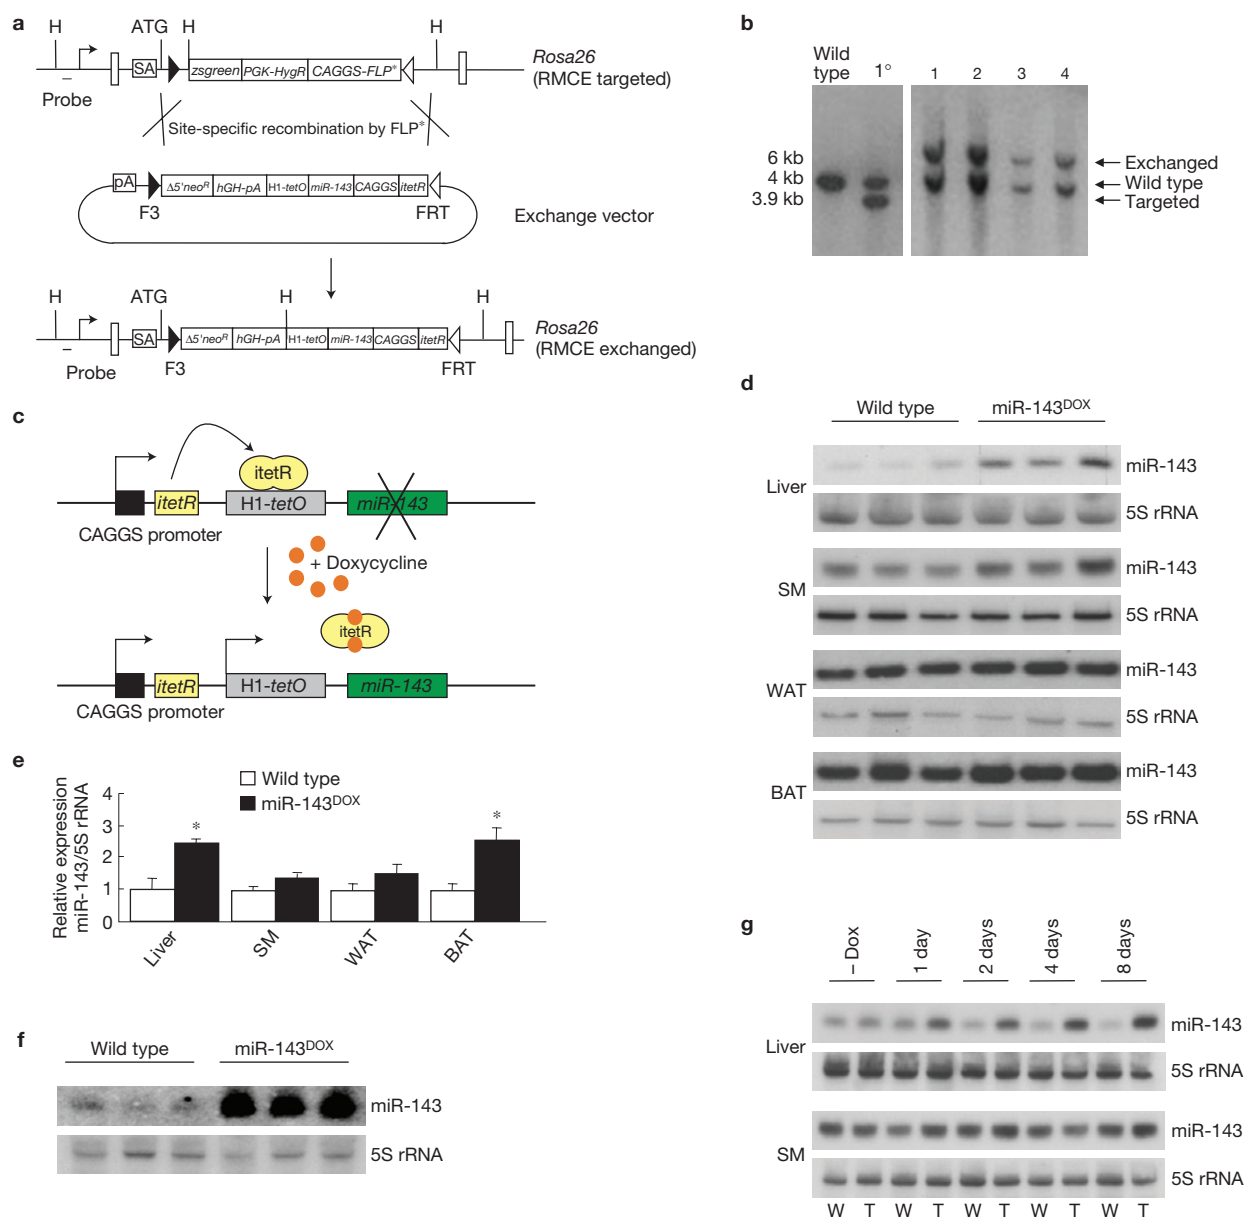 a
H
ATG
H
H
SA
zsgreen
PGK-HygR
CAGGS-FLP*
Rosa26
(RMCE targeted)
Probe
Site-specific recombination by FLP*
pA
Δ5'neoR
hGH-pA
H1-tetO
miR-143
CAGGS
itetR
F3
FRT
Exchange vector
H
ATG
H
H
SA
Δ5'neoR
hGH-pA
H1-tetO
miR-143
CAGGS
itetR
Rosa26
(RMCE exchanged)
Probe
F3
FRT
b
Wild
type
1°
1
2
3
4
6 kb
4 kb
3.9 kb
Exchanged
Wild type
Targeted
c
itetR
itetR
H1-tetO
miR-143
CAGGS promoter
+ Doxycycline
itetR
itetR
H1-tetO
miR-143
CAGGS promoter
d
Wild type
miR-143DOX
Liver
miR-143
5S rRNA
SM
miR-143
5S rRNA
WAT
miR-143
5S rRNA
BAT
miR-143
5S rRNA
e
Wild type
miR-143DOX
Relative expression
miR-143/5S rRNA
4
3
2
1
0
*
*
Liver
SM
WAT
BAT
f
Wild type
miR-143DOX
miR-143
5S rRNA
g
– Dox
1 day
2 days
4 days
8 days
Liver
miR-143
5S rRNA
SM
miR-143
5S rRNA
W T W T W T W T W T